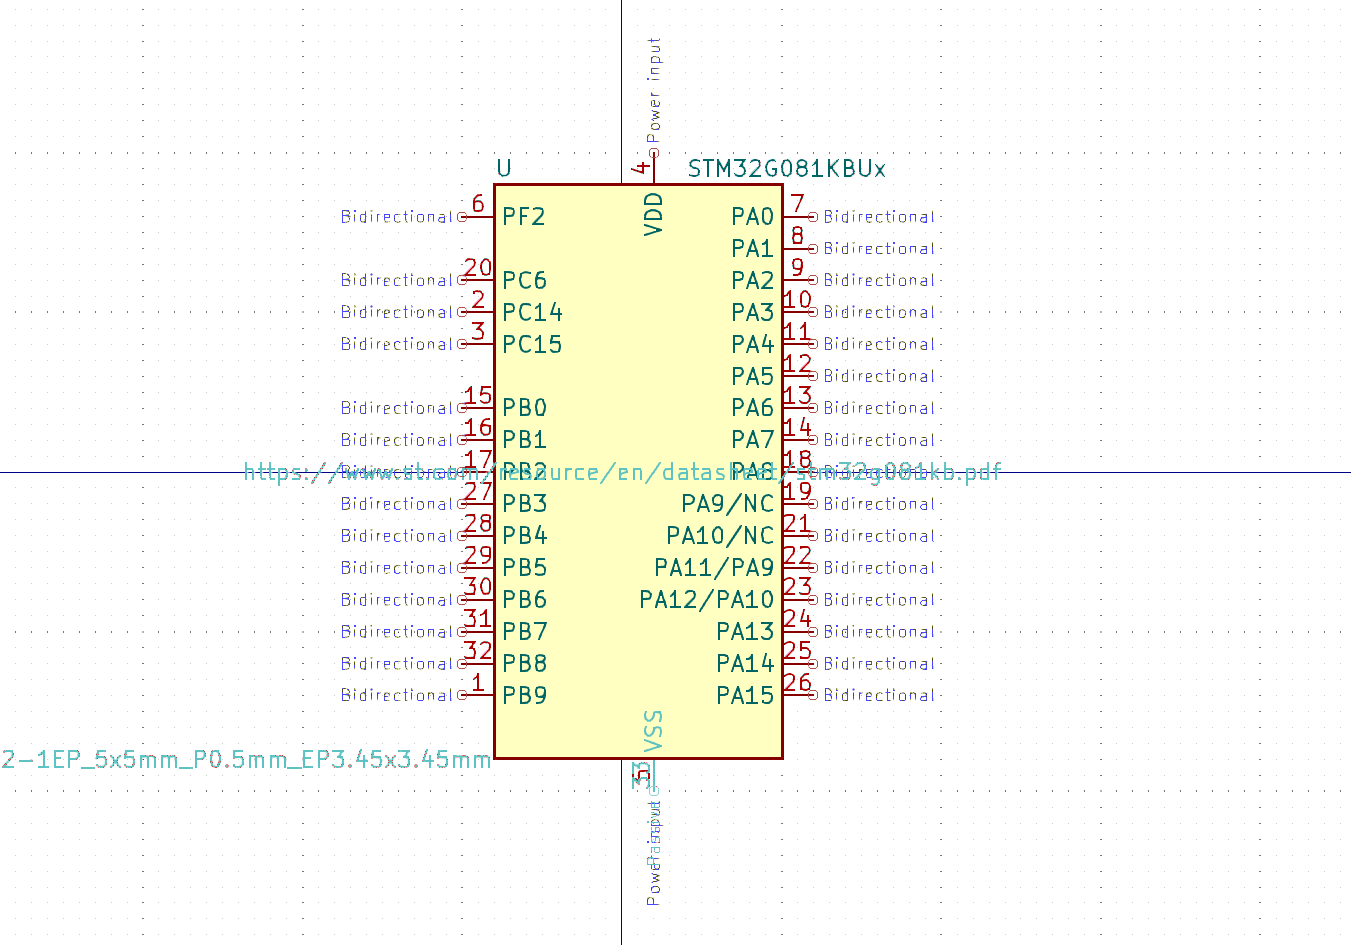 Power input
4
U STM32G081KBUx
VDD
Bidirectional 6 PF2 PA0 7 Bidirectional
PA1 8 Bidirectional
Bidirectional 20 PC6 PA2 9 Bidirectional
Bidirectional 2 PC14 PA3 10 Bidirectional
Bidirectional 3 PC15 PA4 11 Bidirectional
PA5 12 Bidirectional
Bidirectional 15 PB0 PA6 13 Bidirectional
Bidirectional 16 PB1 PA7 14 Bidirectional
17 PB2 PA8 18
https://www.st.com/resource/en/datasheet/stm32g081kb.pdf
Bidirectional 27 PB3 PA9/NC 19 Bidirectional
Bidirectional 28 PB4 PA10/NC 21 Bidirectional
Bidirectional 29 PB5 PA11/PA9 22 Bidirectional
Bidirectional 30 PB6 PA12/PA10 23 Bidirectional
Bidirectional 31 PB7 PA13 24 Bidirectional
Bidirectional 32 PB8 PA14 25 Bidirectional
Bidirectional 1 PB9 PA15 26 Bidirectional
VSS
2-1EP_5x5mm_P0.5mm_EP3.45x3.45mm
Power input